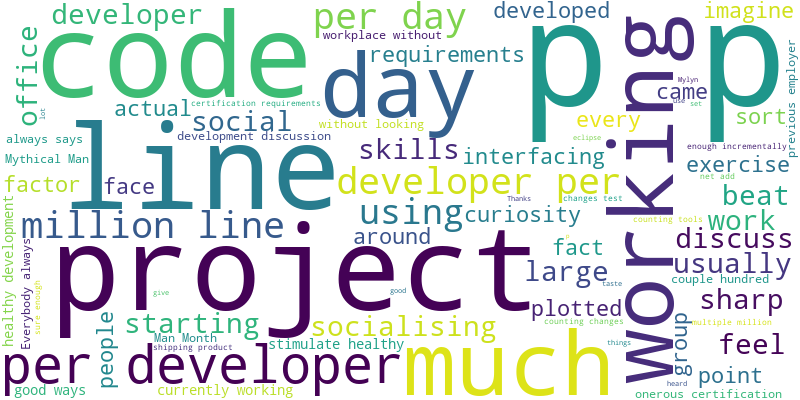 developer
per day
developed
imagine
code
workplace without
p p
office
day
requirements
working
previous employer
Mylyn
came
use
set
actual
certification requirements
lot
social
without looking
every
sort
always says
line
development discussion
eclipse
Mythical Man
skills
interfacing
enough incrementally
exercise
factor
face
developer per
changes test
net add
beat
Thanks
million line
using
curiosity
counting tools
work
healthy development
Everybody always
project
around
p
fact
discuss
usually
large
taste
couple hundred
sure enough
give
good
plotted
sharp
people
starting
socialising
counting changes
group
multiple million
Man Month
shipping product
stimulate healthy
things
feel
per developer
much
heard
point
good ways
currently working
onerous certification